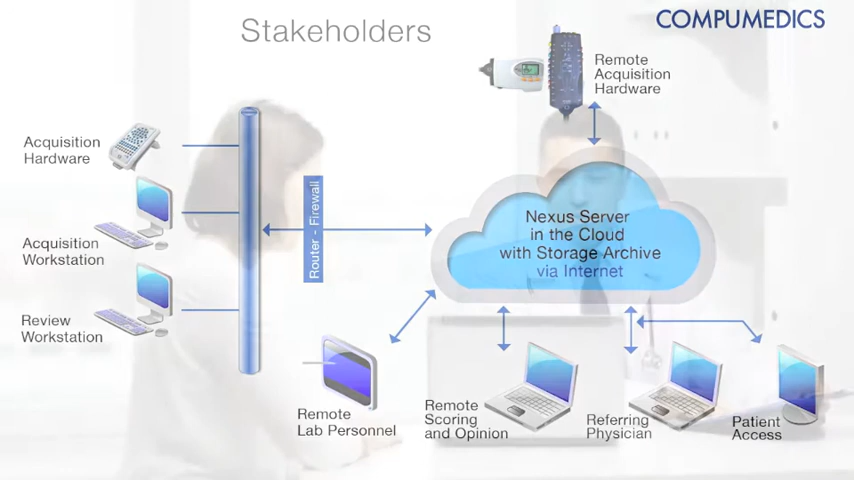 COMPUMEDICS
Stakeholders
Remote
Acquisition
Hardware
Acquisition
Hardware
Acquisition
Workstation
Review
Workstation
Router - Firewall
Nexus Server
in the Cloud
with Storage Archive
via Internet
Remote
Lab Personnel
Remote
Scoring
and Opinion
Referring
Physician
Patient
Access